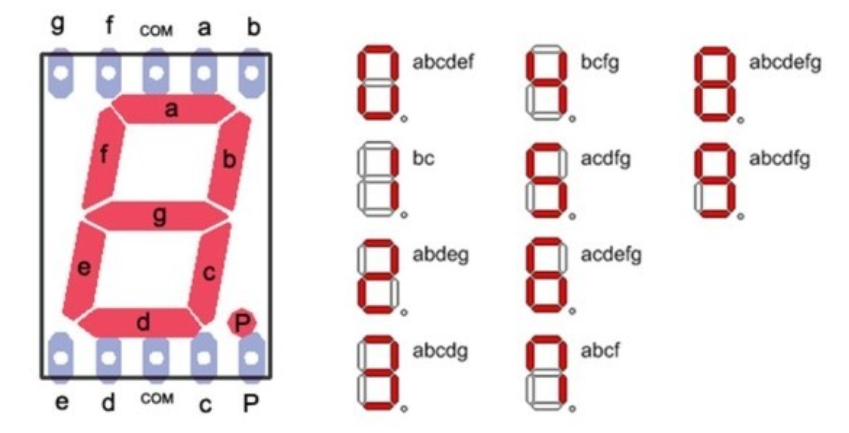 g f COM a b
a
f
b
g
e
c
d
P
e d COM c P
abcdef
bc
abdeg
abcdg
bcfg
acdfg
acdefg
abcf
abcdefg
abcdfg